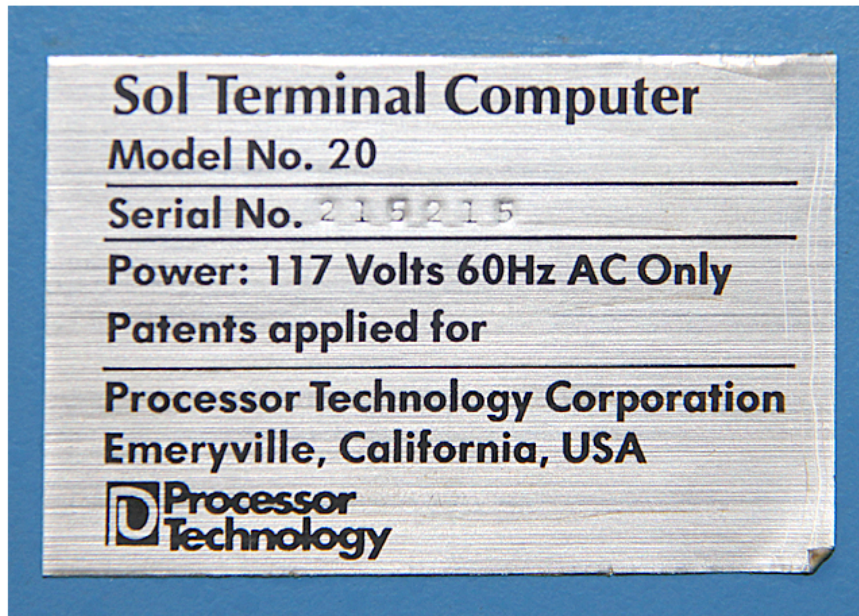 Sol Terminal Computer
Model No. 20
Serial No. 215215
Power: 117 Volts 60Hz AC Only
Patents applied for
Processor Technology Corporation
Emeryville, California, USA
Processor
Technology